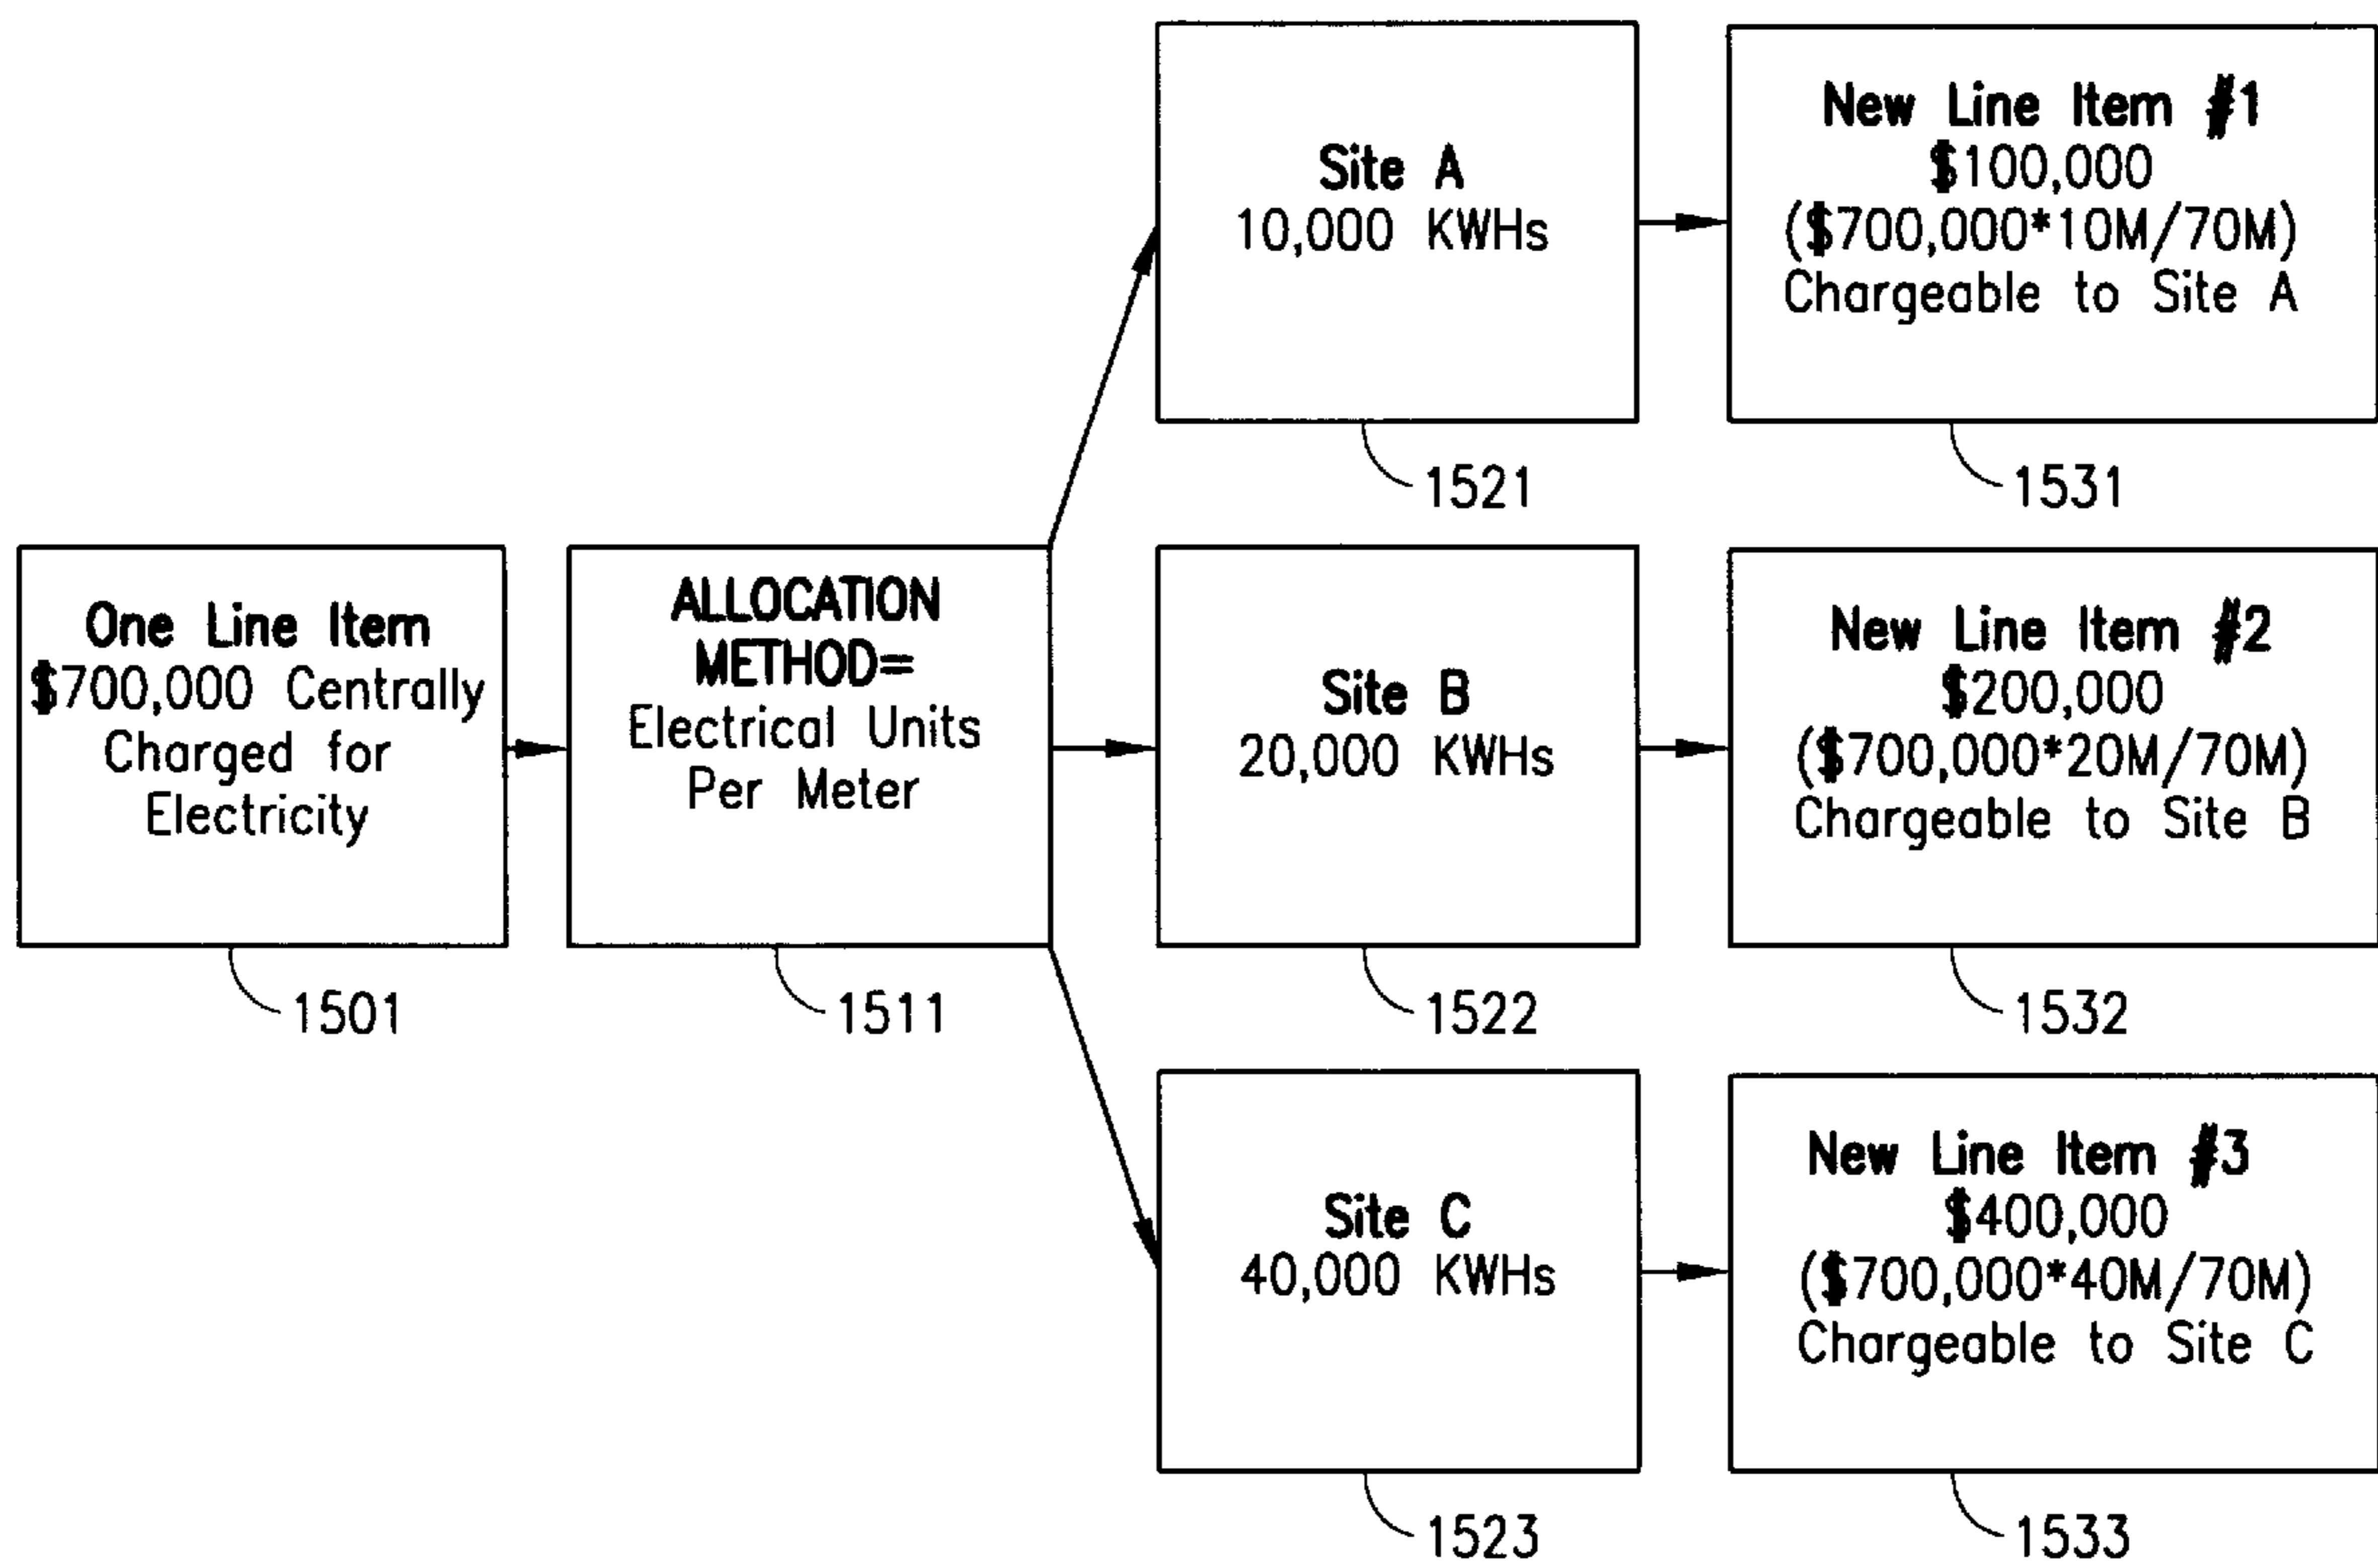 One Line Item
$700,000 Centrally
Charged for
Electricity
1501
ALLOCATION
METHOD=
Electrical Units
Per Meter
1511
Site A
10,000 KWHs
1521
New Line Item #1
$100,000
($700,000*10M/70M)
Chargeable to Site A
1531
Site B
20,000 KWHs
1522
New Line Item #2
$200,000
($700,000*20M/70M)
Chargeable to Site B
1532
Site C
40,000 KWHs
1523
New Line Item #3
$400,000
($700,000*40M/70M)
Chargeable to Site C
1533